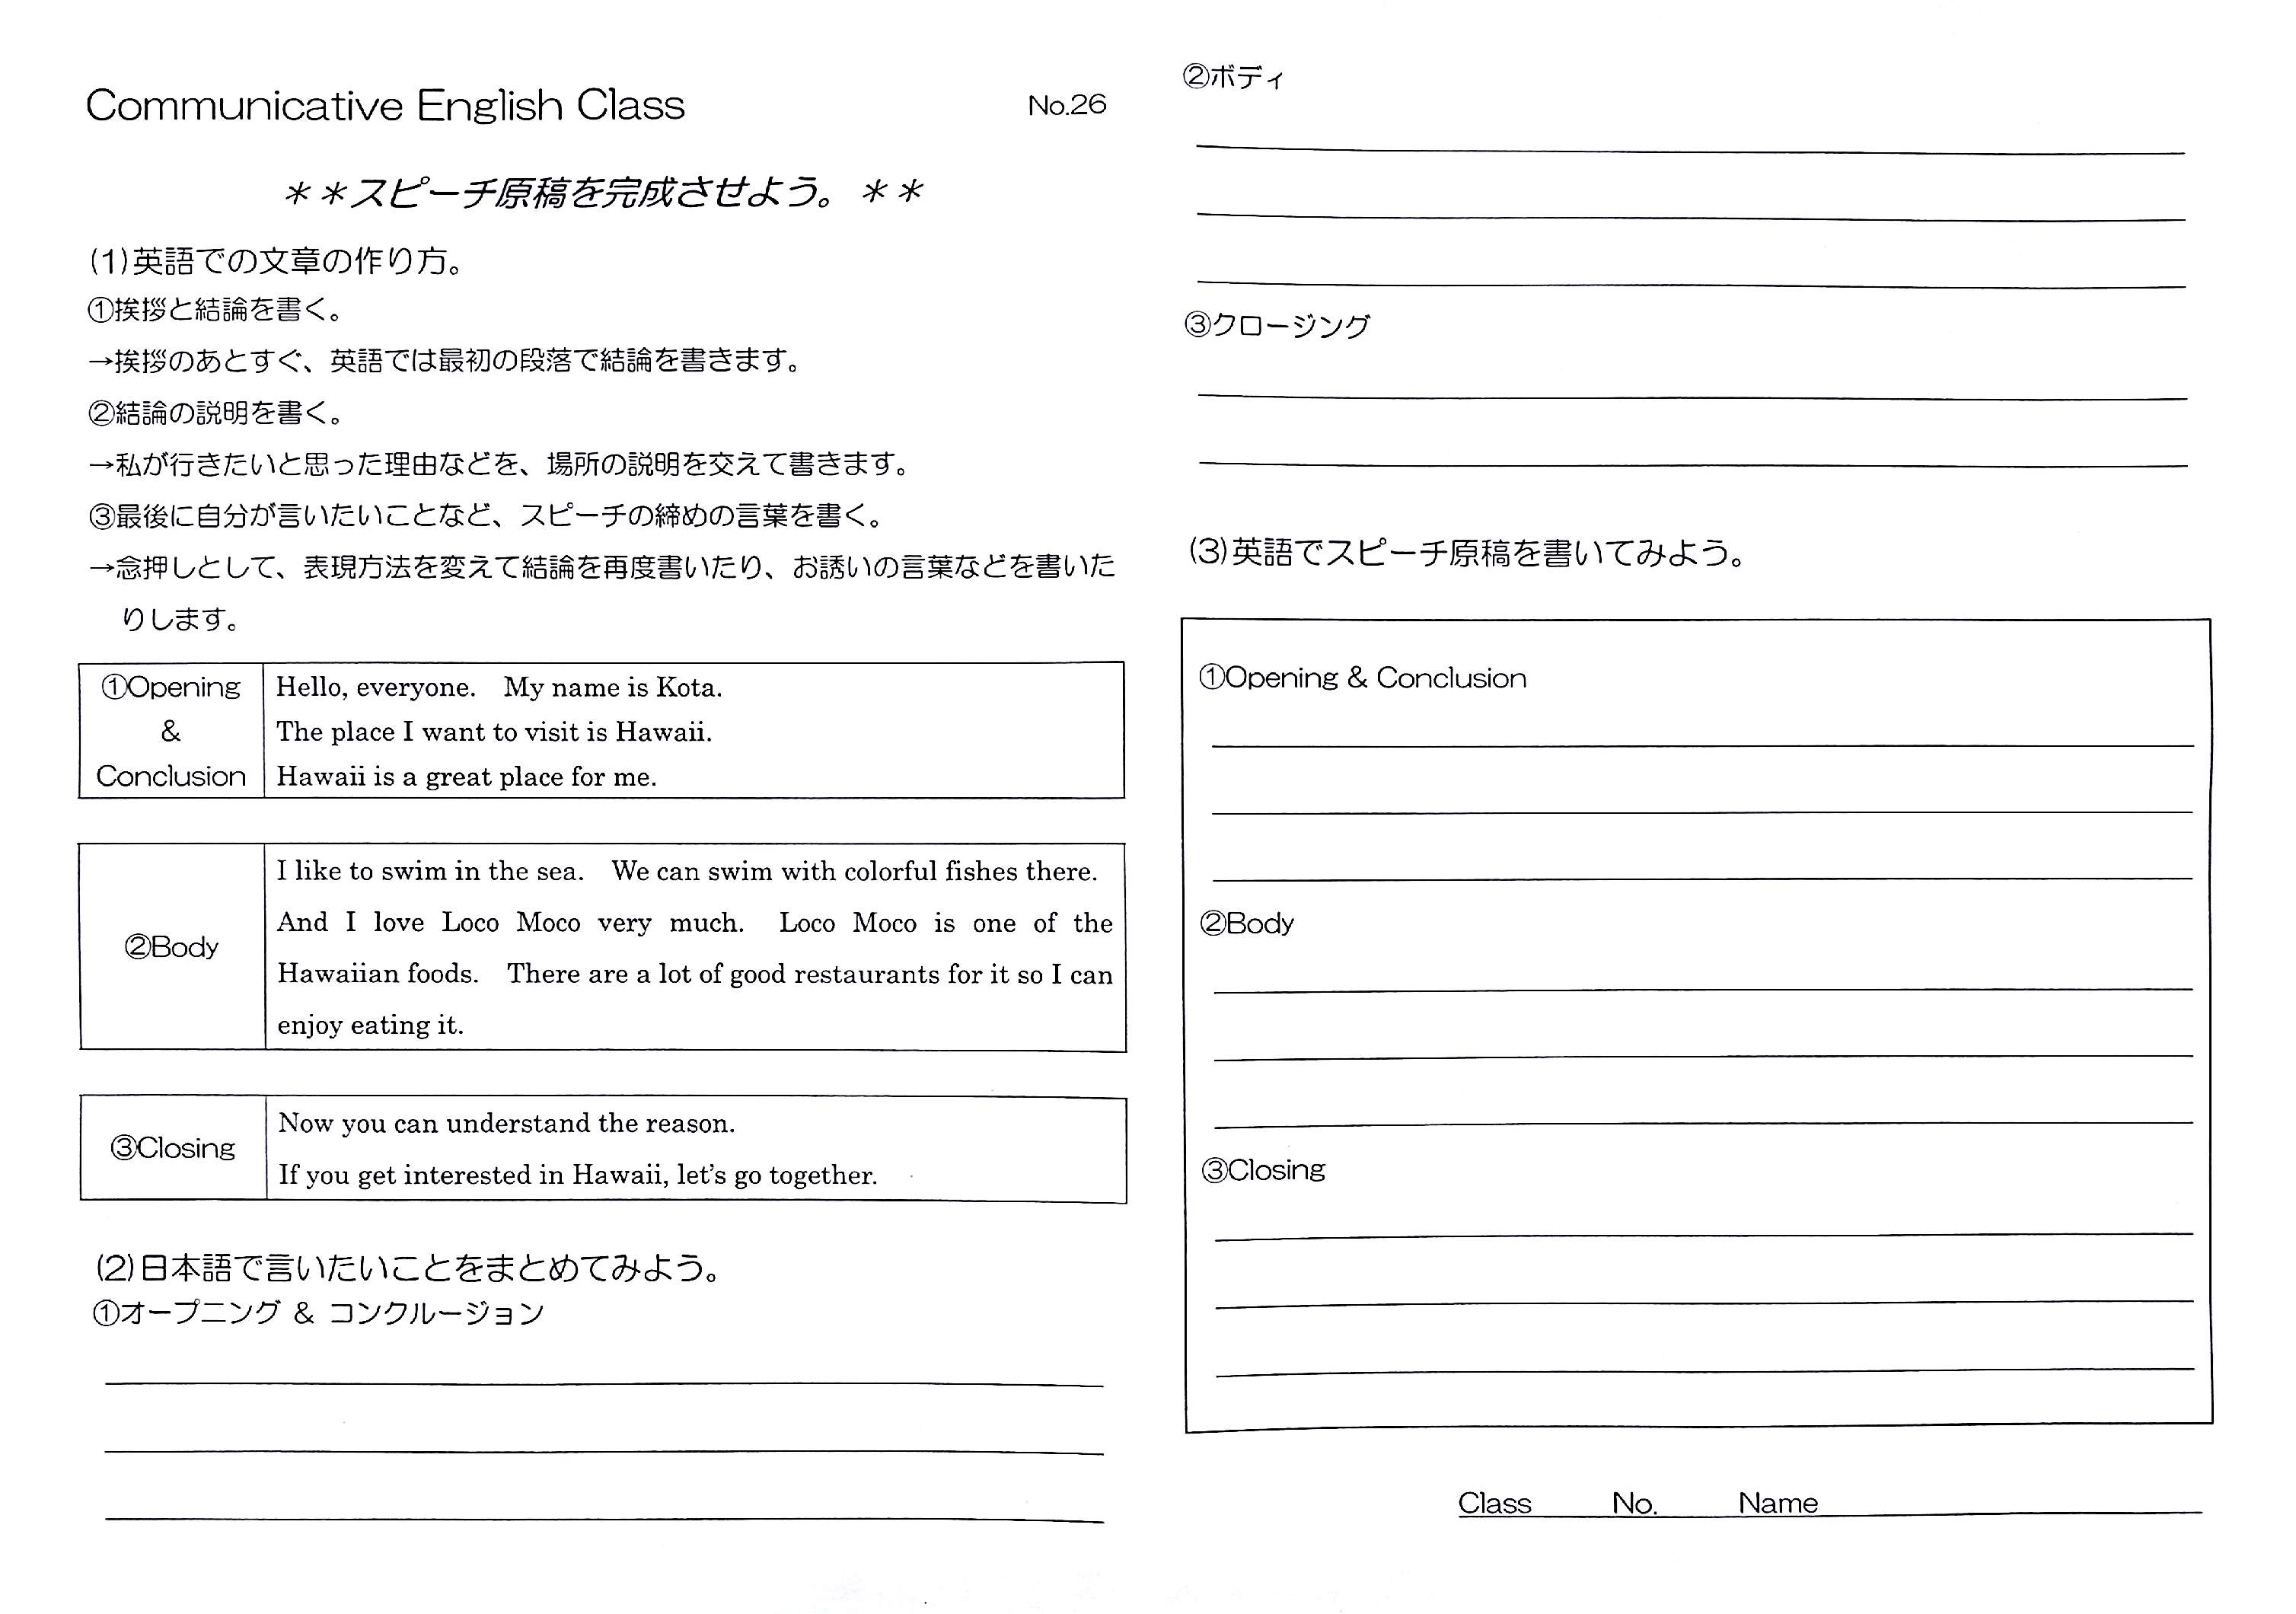 Communicative English Class No.26
＊＊スピーチ原稿を完成させよう。＊＊
(1)英語での文章の作り方。
①挨拶と結論を書く。
→挨拶のあとすぐ、英語では最初の段落で結論を書きます。
②結論の説明を書く。
→私が行きたいと思った理由などを、場所の説明を交えて書きます。
③最後に自分が言いたいことなど、スピーチの締めの言葉を書く。
→念押しとして、表現方法を変えて結論を再度書いたり、お誘いの言葉などを書いた
りします。
①Opening
&
Conclusion
Hello, everyone. My name is Kota.
The place I want to visit is Hawaii.
Hawaii is a great place for me.
②Body
I like to swim in the sea. We can swim with colorful fishes there.
And I love Loco Moco very much. Loco Moco is one of the
Hawaiian foods. There are a lot of good restaurants for it so I can
enjoy eating it.
③Closing
Now you can understand the reason.
If you get interested in Hawaii, let's go together.
(2)日本語で言いたいことをまとめてみよう。
①オープニング & コンクルージョン
②ボディ
③クロージング
(3)英語でスピーチ原稿を書いてみよう。
①Opening & Conclusion
②Body
③Closing
Class No. Name